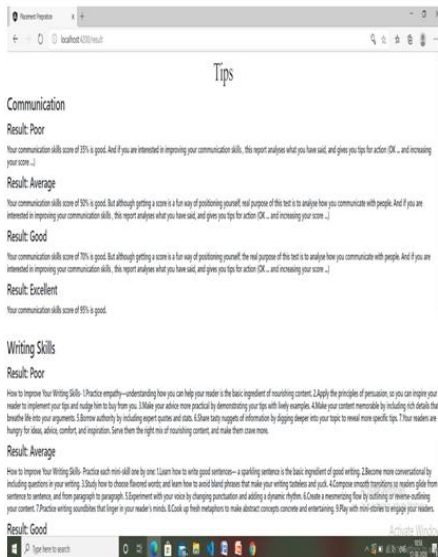 Placement Preparation
localhost:4200/result
Tips
Communication
Result: Poor
Your communication skills score of 35% is good. And if you are interested in improving your communication skills , this report analyses what you have said, and gives you tips for action (OK ... and increasing
your score ...)
Result: Average
Your communication skills score of 50% is good. But although getting a score is a fun way of positioning yourself, real purpose of this test is to analyse how you communicate with people. And if you are
interested in improving your communication skills , this report analyses what you have said, and gives you tips for action (OK ... and increasing your score ...)
Result: Good
Your communication skills score of 70% is good. But although getting a score is a fun way of positioning yourself, the real purpose of this test is to analyse how you communicate with people. And if you are
interested in improving your communication skills , this report analyses what you have said, and gives you tips for action (OK ... and increasing your score ...)
Result: Excellent
Your communication skills score of 95% is good.
Writing Skills
Result: Poor
How to Improve Your Writing Skills- 1.Practice empathy—understanding how you can help your reader is the basic ingredient of nourishing content. 2.Apply the principles of persuasion, so you can inspire your
reader to implement your tips and nudge him to buy from you. 3.Make your advice more practical by demonstrating your tips with lively examples. 4.Make your content memorable by including rich details that
breathe life into your arguments. 5.Borrow authority by including expert quotes and stats. 6.Share tasty nuggets of information by digging deeper into your topic to reveal more specific tips. 7.Your readers are
hungry for ideas, advice, comfort, and inspiration. Serve them the right mix of nourishing content, and make them crave more.
Result: Average
How to Improve Your Writing Skills- Practice each mini-skill one by one: 1.Learn how to write good sentences— a sparkling sentence is the basic ingredient of good writing. 2.Become more conversational by
including questions in your writing. 3.Study how to choose flavored words; and learn how to avoid bland phrases that make your writing tasteless and yuck. 4.Compose smooth transitions so readers glide from
sentence to sentence, and from paragraph to paragraph. 5.Experiment with your voice by changing punctuation and adding a dynamic rhythm. 6.Create a mesmerizing flow by outlining or reverse-outlining
your content. 7.Practice writing soundbites that linger in your reader's minds. 8.Cook up fresh metaphors to make abstract concepts concrete and entertaining. 9.Play with mini-stories to engage your readers.
Result: Good
Activate Windo
Type here to search